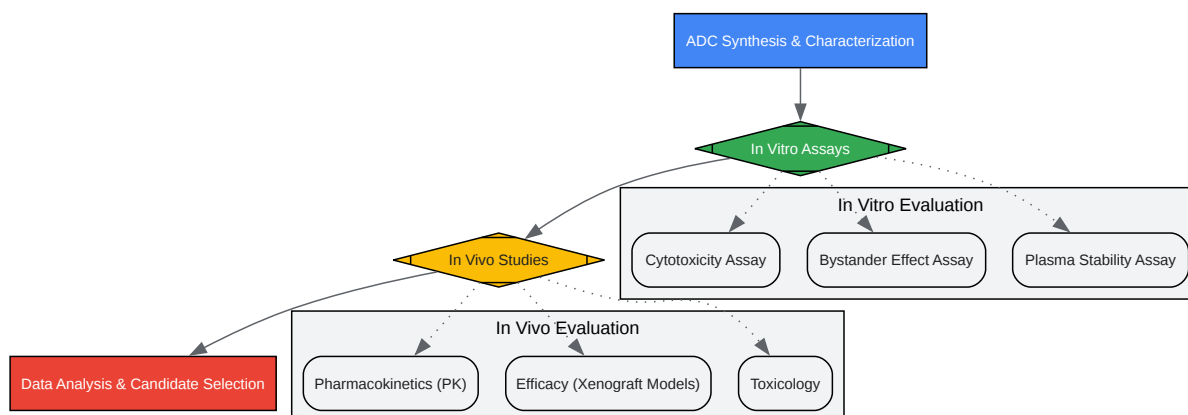 ADC Synthesis & Characterization
In Vitro Assays
In Vitro Evaluation
Cytotoxicity Assay
Bystander Effect Assay
Plasma Stability Assay
In Vivo Studies
In Vivo Evaluation
Pharmacokinetics (PK)
Efficacy (Xenograft Models)
Toxicology
Data Analysis & Candidate Selection